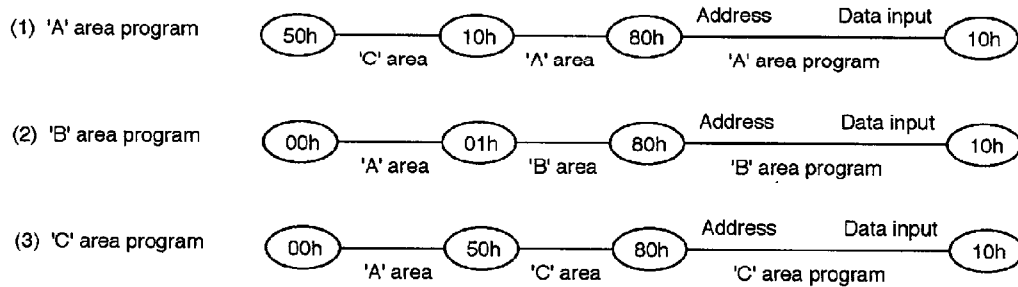 (1) 'A' area program
50h 10h 80h Address Data input 10h
'C' area 'A' area 'A' area program
(2) 'B' area program
00h 01h 80h Address Data input 10h
'A' area 'B' area 'B' area program
(3) 'C' area program
00h 50h 80h Address Data input 10h
'A' area 'C' area 'C' area program